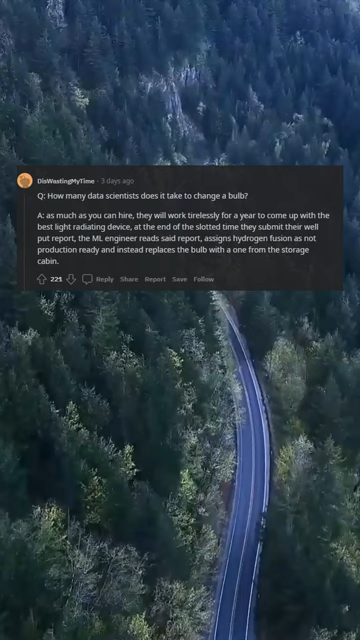 DisWastingMyTime · 3 days ago
Q: How many data scientists does it take to change a bulb?
A: as much as you can hire, they will work tirelessly for a year to come up with the
best light radiating device, at the end of the slotted time they submit their well
put report, the ML engineer reads said report, assigns hydrogen fusion as not
production ready and instead replaces the bulb with a one from the storage
cabin.
221 Reply Share Report Save Follow